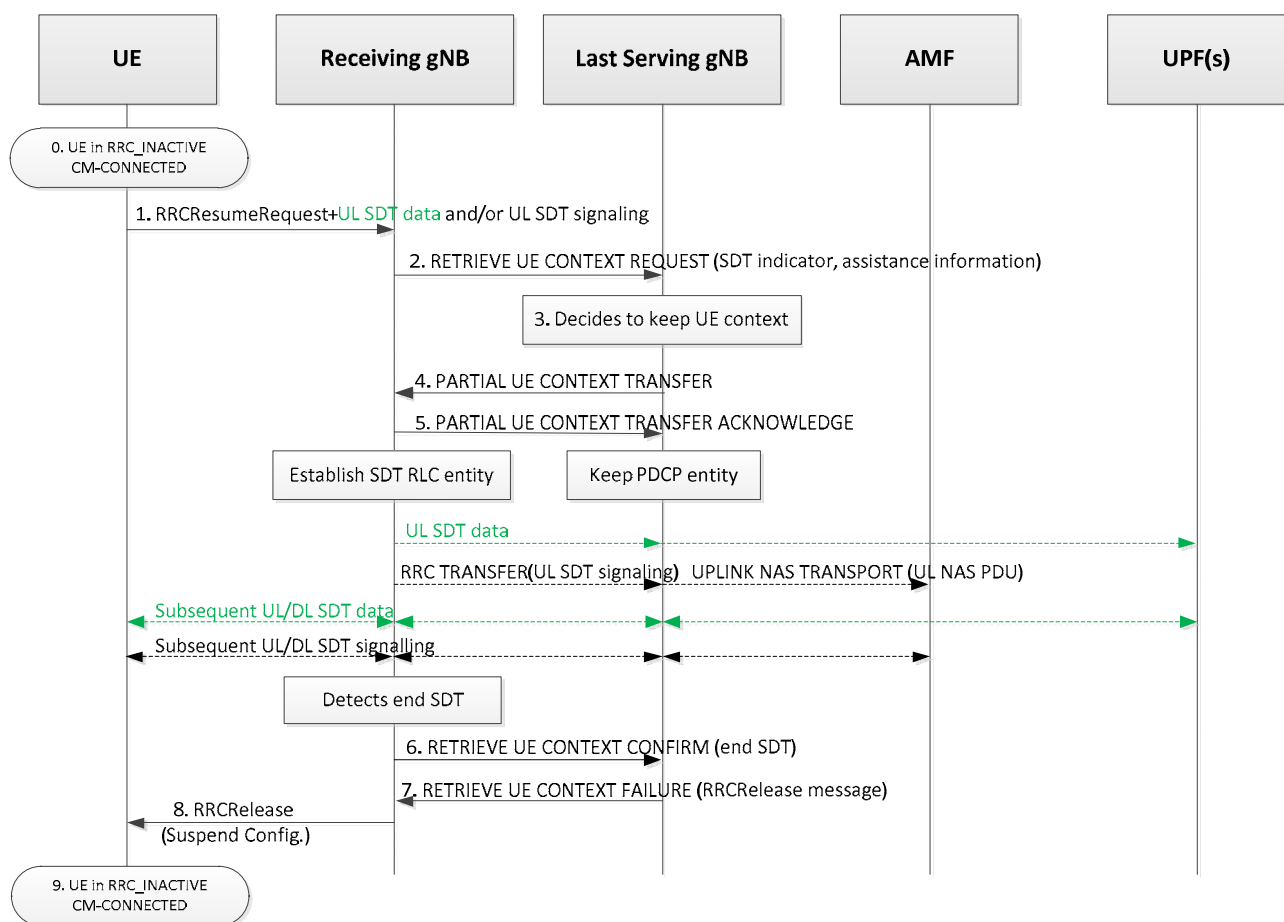 UE
Receiving gNB
Last Serving gNB
AMF
UPF(s)
0. UE in RRC_INACTIVE
CM-CONNECTED
1. RRCResumeRequest+UL SDT data and/or UL SDT signaling
2. RETRIEVE UE CONTEXT REQUEST (SDT indicator, assistance information)
3. Decides to keep UE context
4. PARTIAL UE CONTEXT TRANSFER
5. PARTIAL UE CONTEXT TRANSFER ACKNOWLEDGE
Establish SDT RLC entity
Keep PDCP entity
UL SDT data
RRC TRANSFER(UL SDT signaling)
UPLINK NAS TRANSPORT (UL NAS PDU)
Subsequent UL/DL SDT data
Subsequent UL/DL SDT signalling
Detects end SDT
6. RETRIEVE UE CONTEXT CONFIRM (end SDT)
7. RETRIEVE UE CONTEXT FAILURE (RRCRelease message)
8. RRCRelease
(Suspend Config.)
9. UE in RRC_INACTIVE
CM-CONNECTED